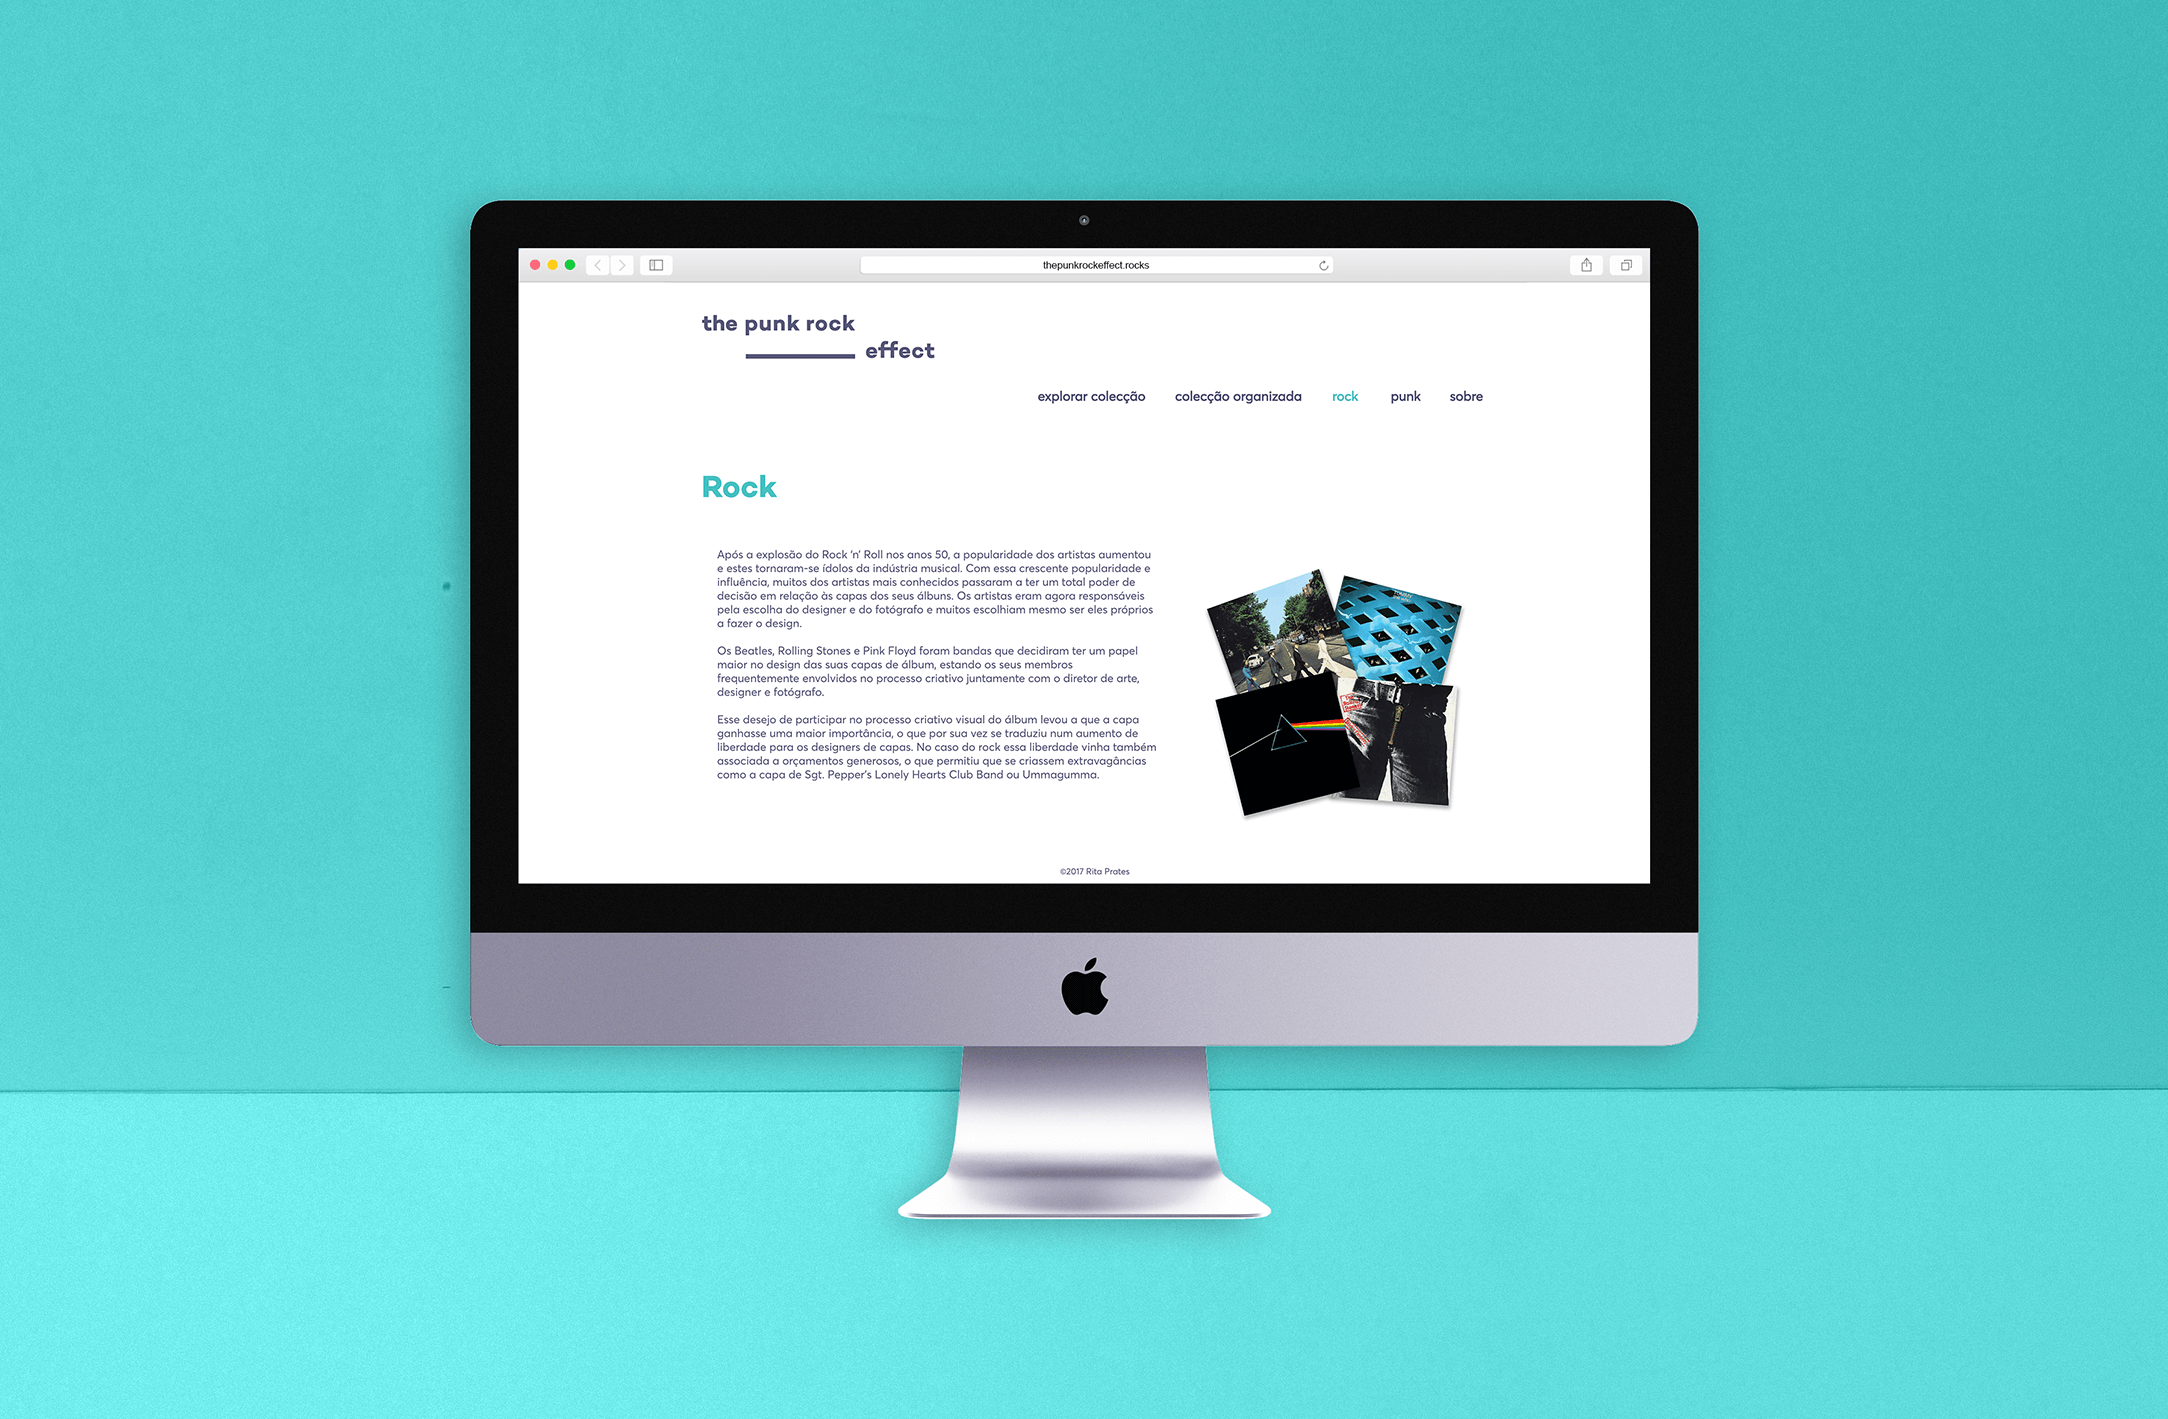 thepunkrockeffect.rocks
the punk rock
effect
explorar colecção colecção organizada rock punk sobre
Rock
Após a explosão do Rock ‘n’ Roll nos anos 50, a popularidade dos artistas aumentou
e estes tornaram-se ídolos da indústria musical. Com essa crescente popularidade e
influência, muitos dos artistas mais conhecidos passaram a ter um total poder de
decisão em relação às capas dos seus álbuns. Os artistas eram agora responsáveis
pela escolha do designer e do fotógrafo e muitos escolhiam mesmo ser eles próprios
a fazer o design.
Os Beatles, Rolling Stones e Pink Floyd foram bandas que decidiram ter um papel
maior no design das suas capas de álbum, estando os seus membros
frequentemente envolvidos no processo criativo juntamente com o diretor de arte,
designer e fotógrafo.
Esse desejo de participar no processo criativo visual do álbum levou a que a capa
ganhasse uma maior importância, o que por sua vez se traduziu num aumento de
liberdade para os designers de capas. No caso do rock essa liberdade vinha também
associada a orçamentos generosos, o que permitiu que se criassem extravagâncias
como a capa de Sgt. Pepper’s Lonely Hearts Club Band ou Ummagumma.
©2017 Rita Prates